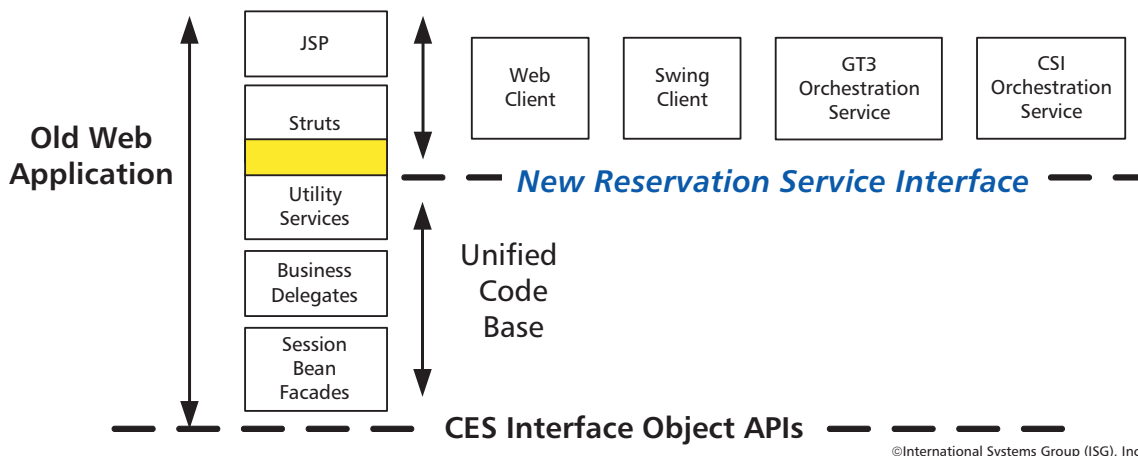 JSP
Web
Client
Swing
Client
GT3
Orchestration
Service
CSI
Orchestration
Service
Old Web
Application
Struts
New Reservation Service Interface
Utility
Services
Business
Delegates
Unified
Code
Base
Session
Bean
Facades
CES Interface Object APIs
©International Systems Group (ISG), Inc